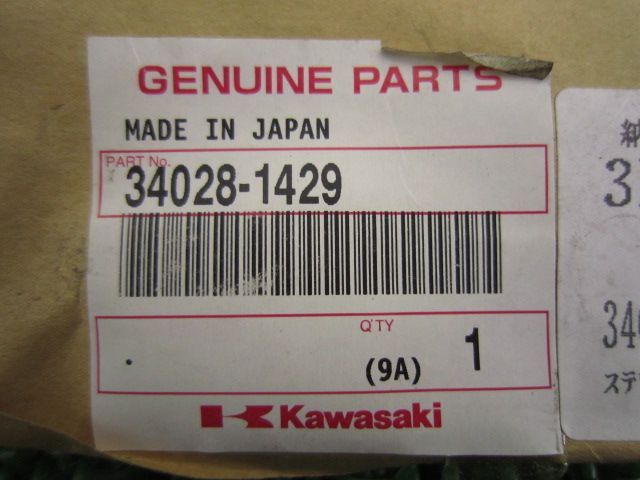 GENUINE PARTS
MADE IN JAPAN
PART No.
34028-1429
Q'TY
(9A) 1
Kawasaki